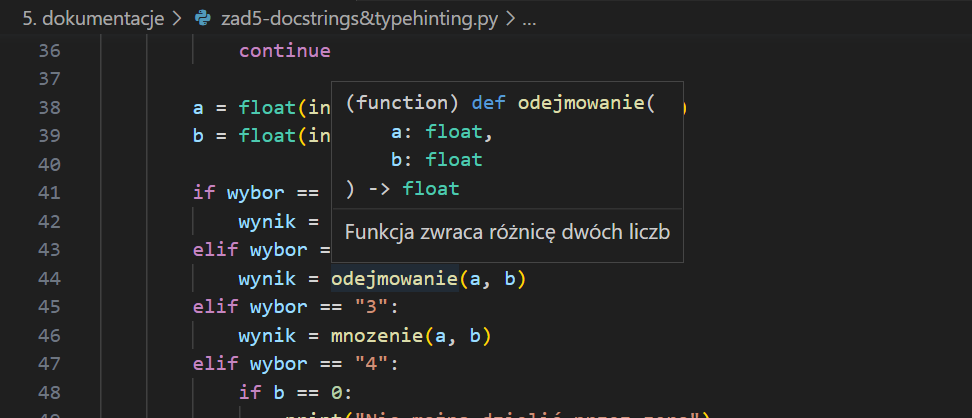 5. dokumentacje > zad5-docstrings&typehinting.py > ...
36 continue
37
38 a = float(in )
39 b = float(in
40
41 if wybor ==
42 wynik =
43 elif wybor =
44 wynik = odejmowanie(a, b)
45 elif wybor == "3":
46 wynik = mnozenie(a, b)
47 elif wybor == "4":
48 if b == 0:
(function) def odejmowanie(
a: float,
b: float
) -> float
Funkcja zwraca różnicę dwóch liczb